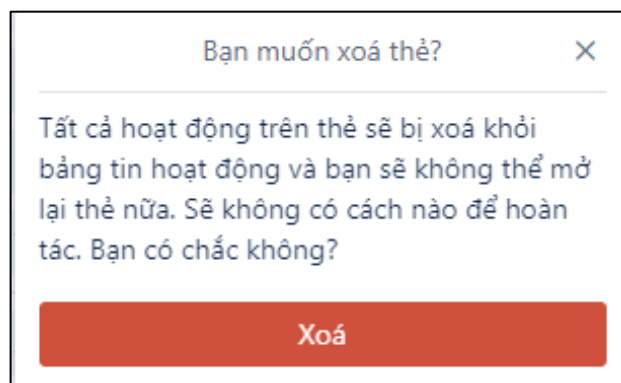 Bạn muốn xoá thẻ?
Tất cả hoạt động trên thẻ sẽ bị xoá khỏi
bảng tin hoạt động và bạn sẽ không thể mở
lại thẻ nữa. Sẽ không có cách nào để hoàn
tác. Bạn có chắc không?
Xoá